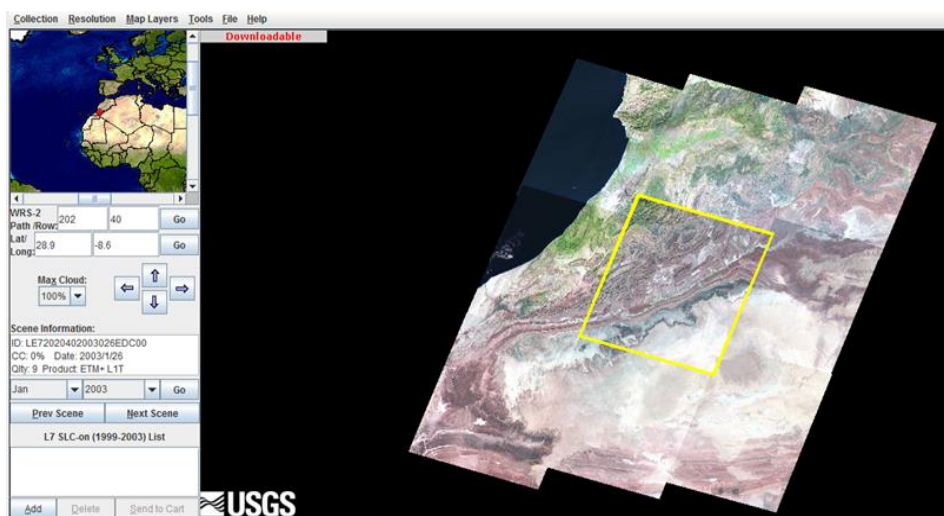 Collection Resolution Map Layers Tools File Help
Downloadable
WRS-2
Path /Row: 202 40 Go
Lat/
Long: 28.9 -8.6 Go
Max Cloud:
100%
Scene Information:
ID: LE72020402003026EDC00
CC: 0% Date: 2003/1/26
Qlty: 9 Product: ETM+ L1T
Jan 2003 Go
Prev Scene Next Scene
L7 SLC-on (1999-2003) List
Add Delete Send to Cart
USGS